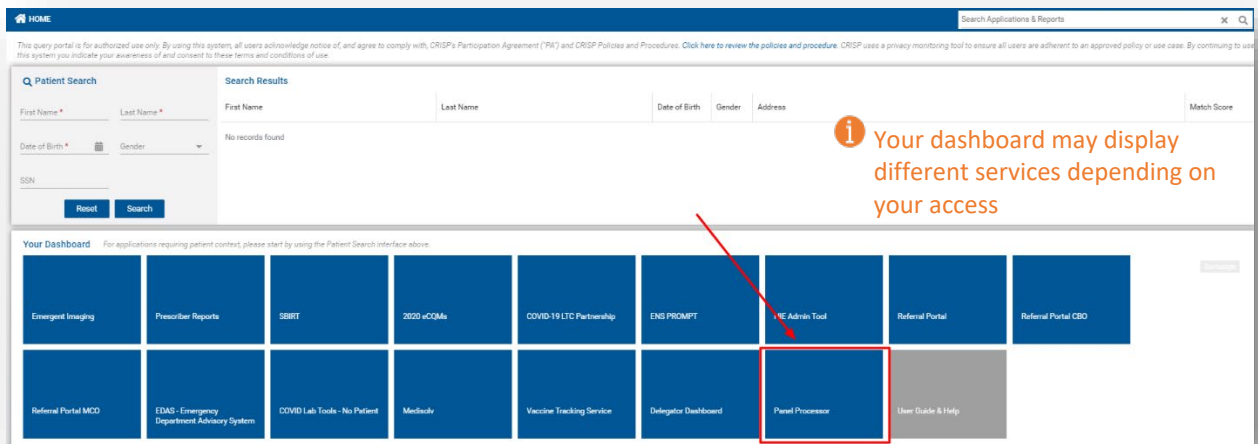 HOME
Search Applications & Reports
This query portal is for authorized use only. By using this system, all users acknowledge notice of, and agree to comply with, CRISP's Participation Agreement ("PA") and CRISP Policies and Procedures. Click here to review the policies and procedure. CRISP uses a privacy monitoring tool to ensure all users are adherent to an approved policy or use case. By continuing to use
this system you indicate your awareness of and consent to these terms and conditions of use.
Patient Search
Search Results
First Name *
Last Name *
First Name
Last Name
Date of Birth
Gender
Address
Match Score
No records found
Date of Birth *
Gender
SSN
Reset
Search
i
Your dashboard may display
different services depending on
your access
Your Dashboard
For applications requiring patient context, please start by using the Patient Search interface above.
Emergent Imaging
Prescriber Reports
SBIRT
2020 eCQMs
COVID-19 LTC Partnership
ENS PROMPT
HIE Admin Tool
Referral Portal
Referral Portal CBO
Referral Portal MCO
EDAS - Emergency
Department Advisory System
COVID Lab Tools - No Patient
Medisolv
Vaccine Tracking Service
Delegator Dashboard
Panel Processor
User Guide & Help